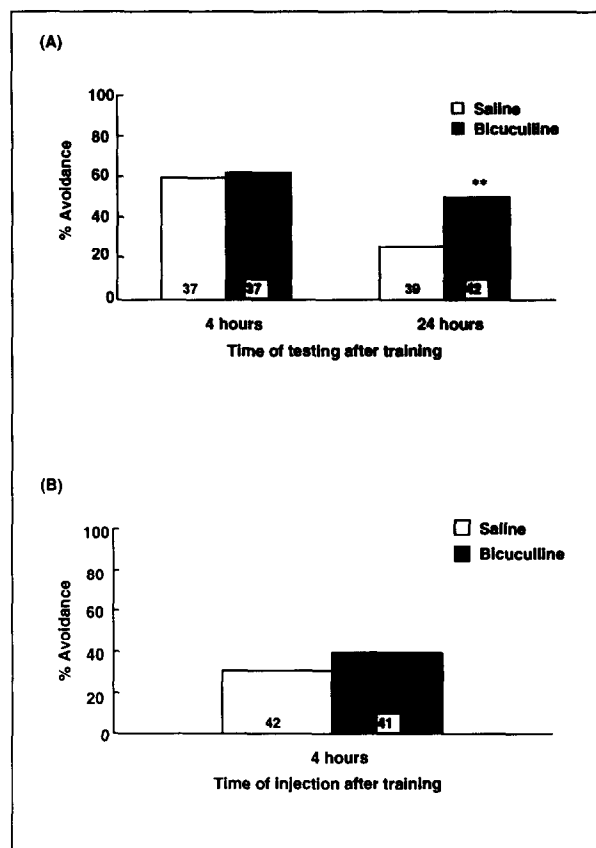 (A)
100
80
60
40
20
0
% Avoidance
Saline
Bicuculline
**
37
37
39
42
4 hours
24 hours
Time of testing after training
(B)
100
80
60
40
20
0
% Avoidance
Saline
Bicuculline
42
41
4 hours
Time of injection after training